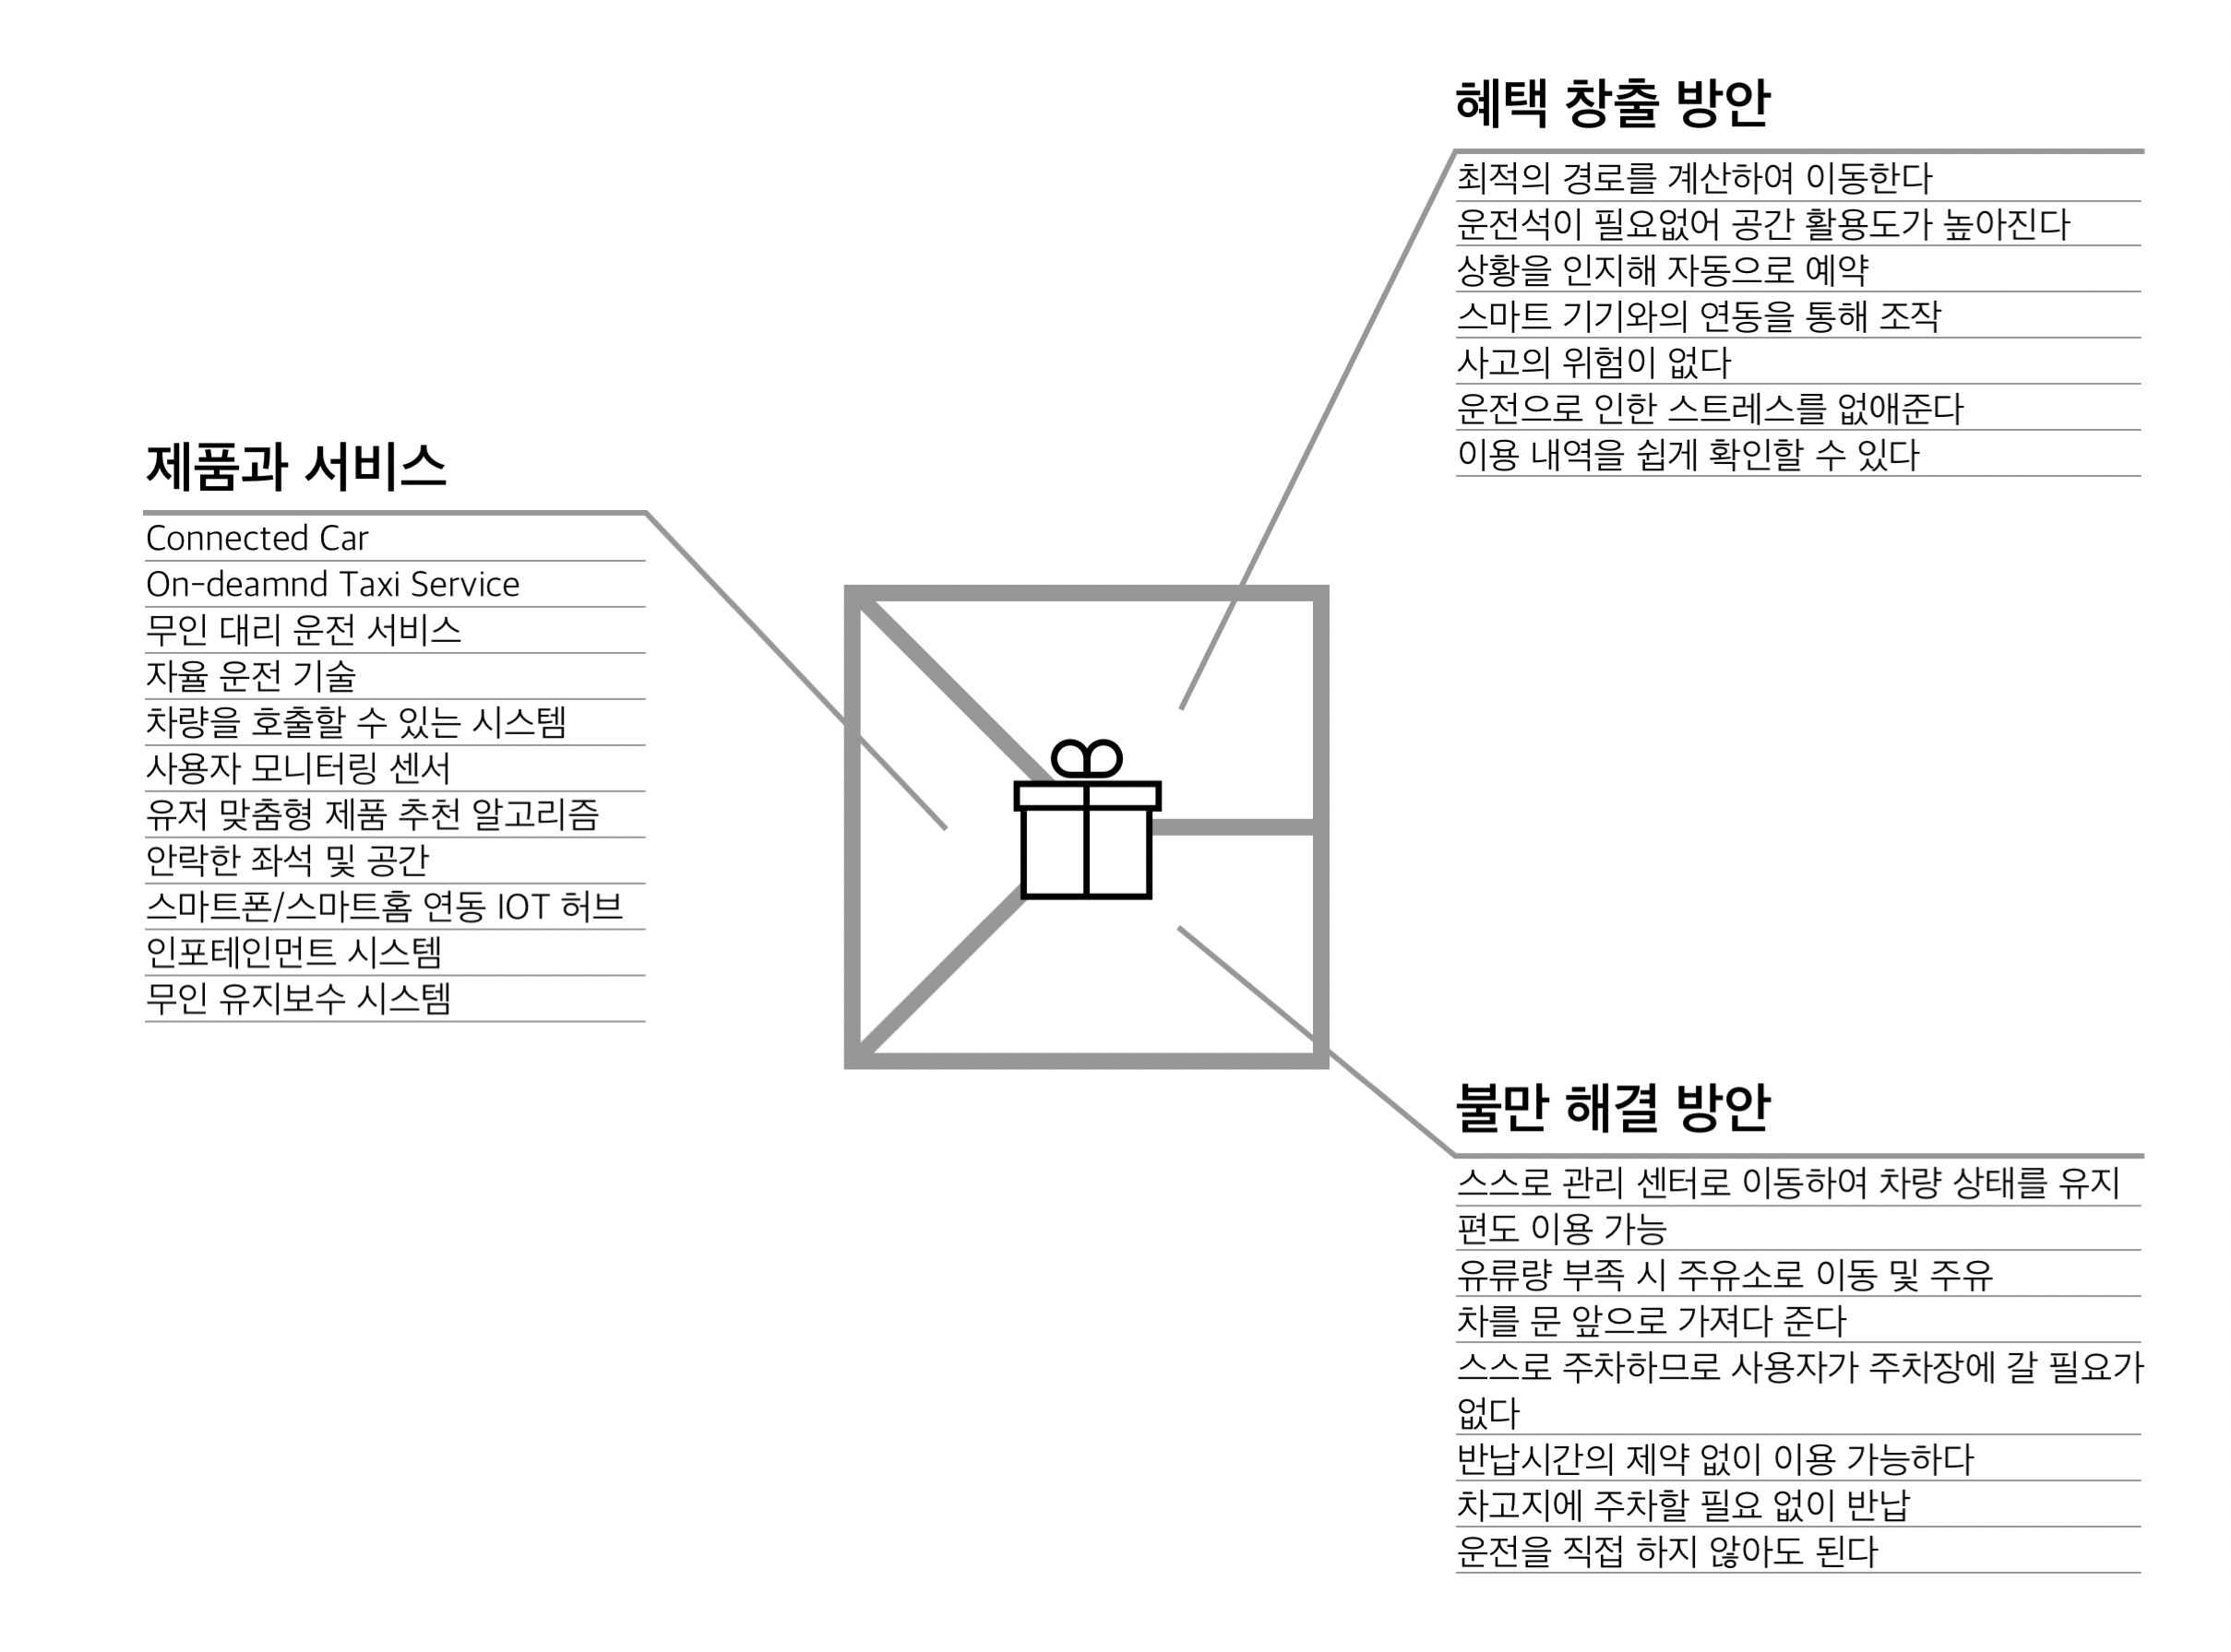 제품과 서비스
Connected Car
On-deamnd Taxi Service
무인 대리 운전 서비스
자율 운전 기술
차량을 호출할 수 있는 시스템
사용자 모니터링 센서
유저 맞춤형 제품 추천 알고리즘
안락한 좌석 및 공간
스마트폰/스마트홈 연동 IOT 허브
인포테인먼트 시스템
무인 유지보수 시스템
혜택 창출 방안
최적의 경로를 계산하여 이동한다
운전석이 필요없어 공간 활용도가 높아진다
상황을 인지해 자동으로 예약
스마트 기기와의 연동을 통해 조작
사고의 위험이 없다
운전으로 인한 스트레스를 없애준다
이용 내역을 쉽게 확인할 수 있다
불만 해결 방안
스스로 관리 센터로 이동하여 차량 상태를 유지
편도 이용 가능
유류량 부족 시 주유소로 이동 및 주유
차를 문 앞으로 가져다 준다
스스로 주차하므로 사용자가 주차장에 갈 필요가
없다
반납시간의 제약 없이 이용 가능하다
차고지에 주차할 필요 없이 반납
운전을 직접 하지 않아도 된다